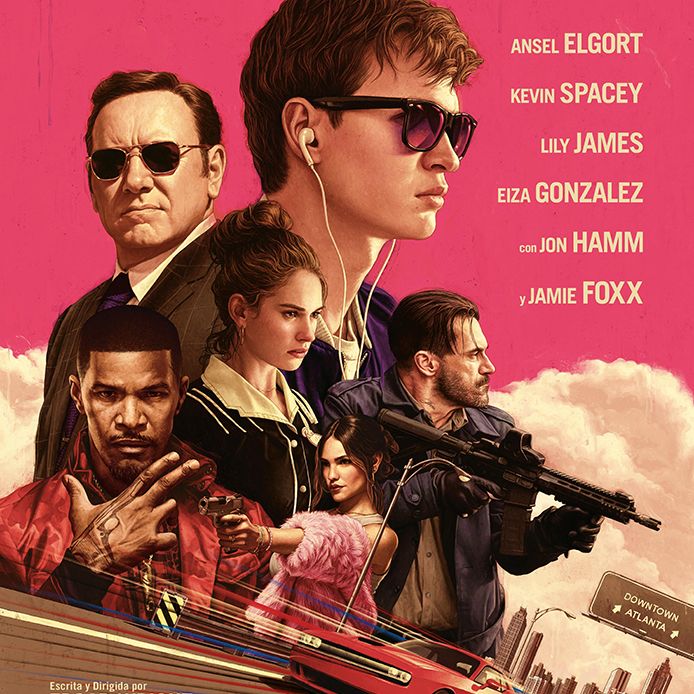 ANSEL ELGORT
KEVIN SPACEY
LILY JAMES
EIZA GONZALEZ
con JON HAMM
y JAMIE FOXX
DOWNTOWN
ATLANTA
Escrita y Dirigida por